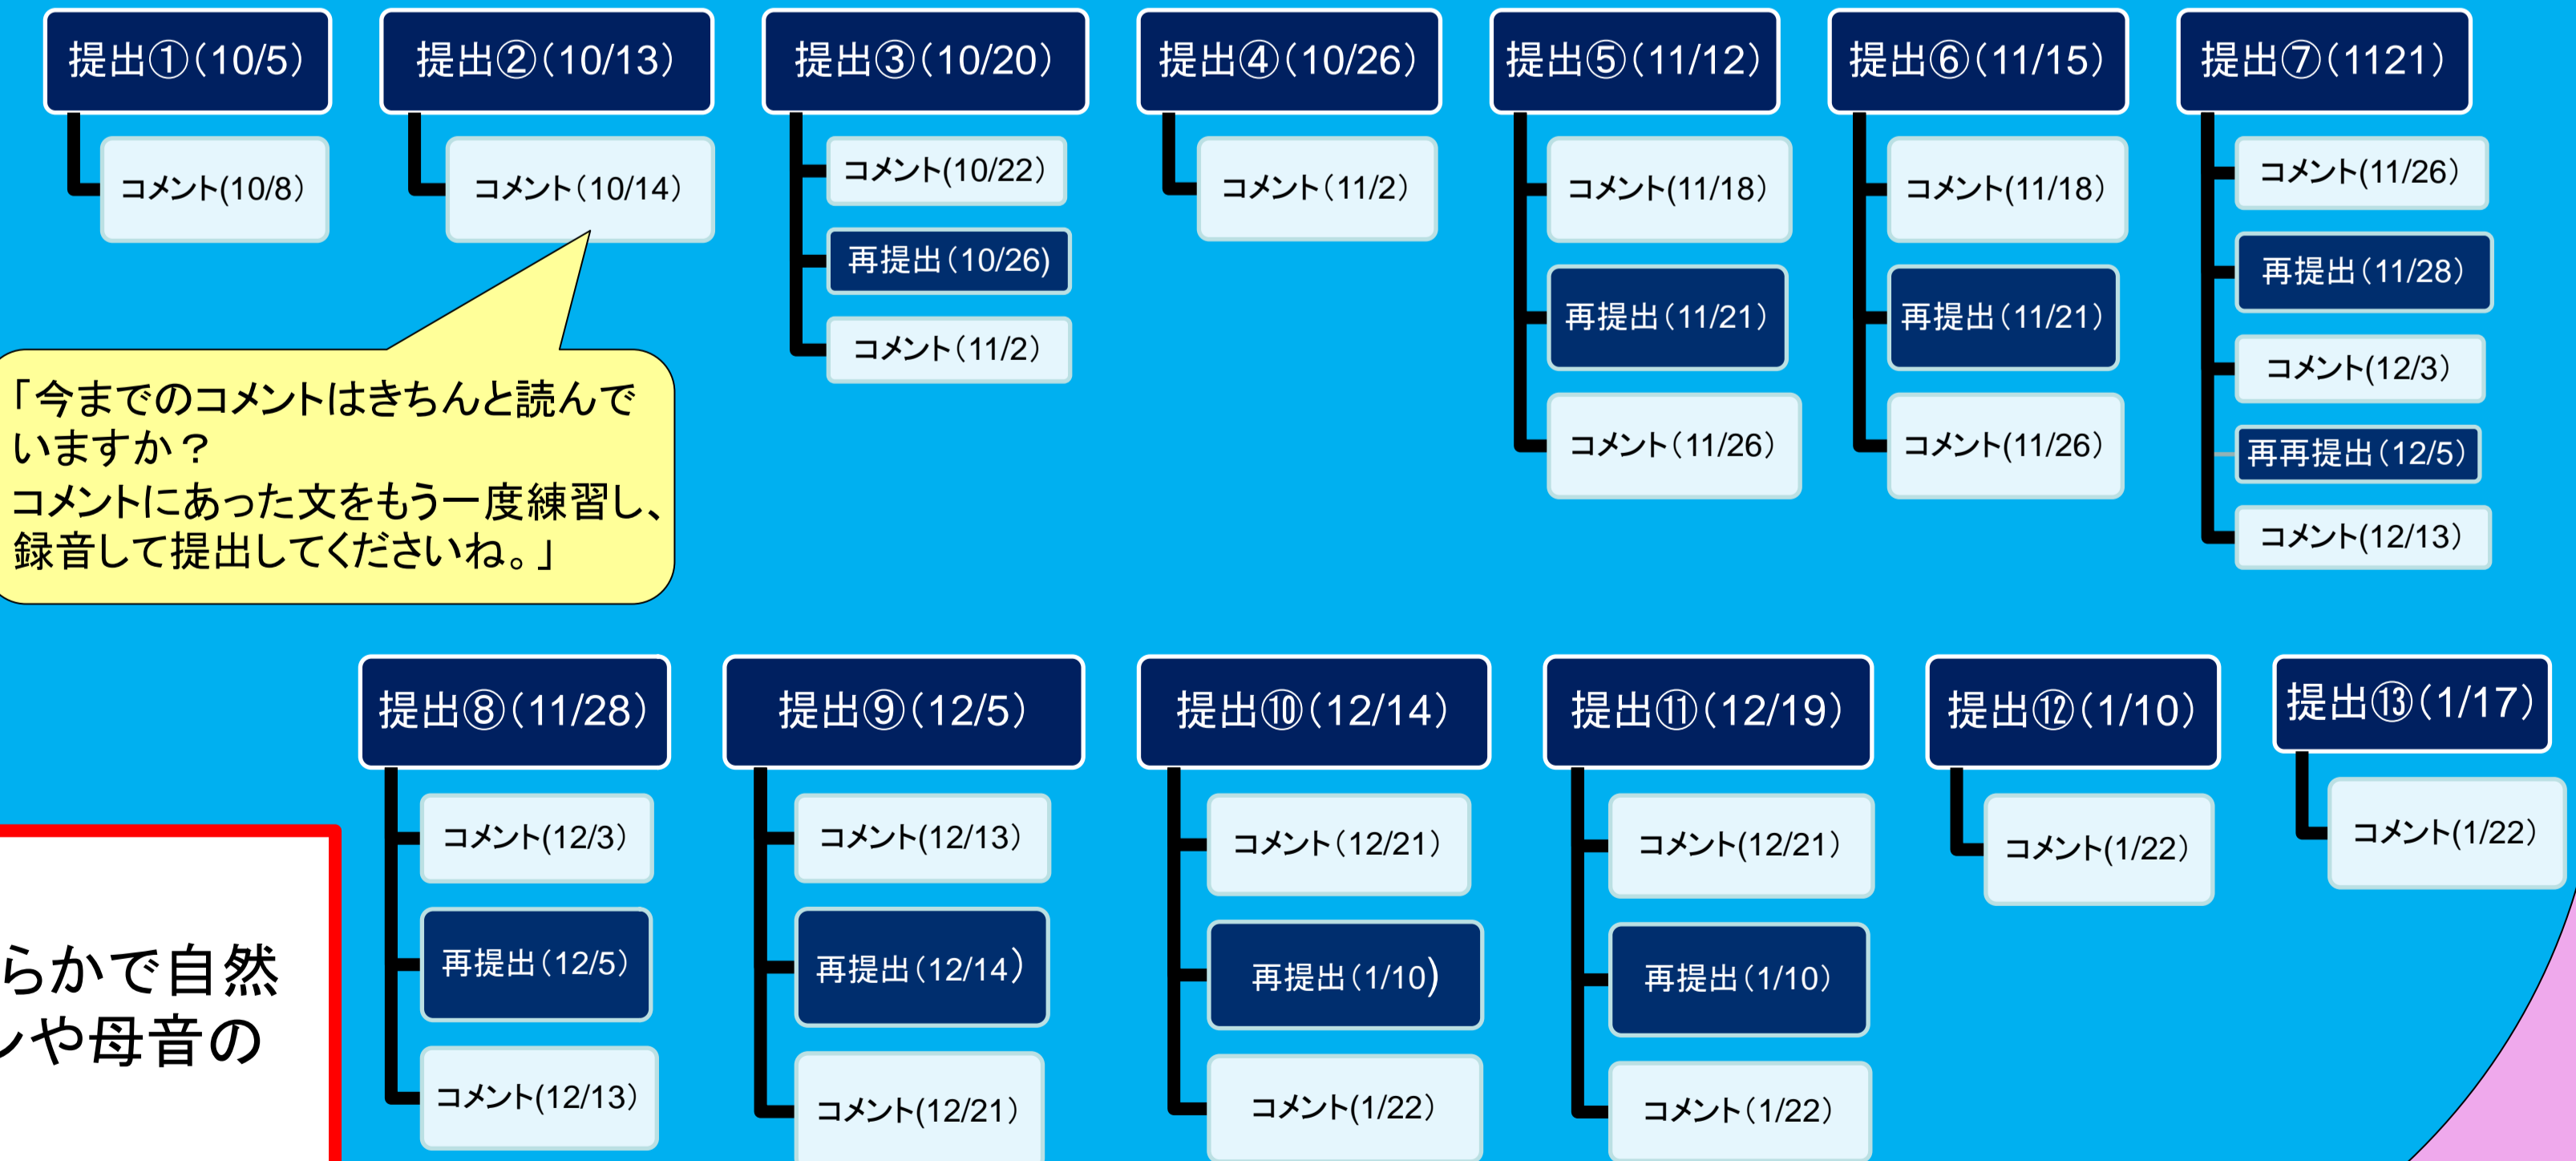 提出①(10/5)
コメント(10/8)
提出②(10/13)
コメント(10/14)
「今までのコメントはきちんと読んで
いますか？
コメントにあった文をもう一度練習し、
録音して提出してくださいね。」
提出③(10/20)
コメント(10/22)
再提出(10/26)
コメント(11/2)
提出④(10/26)
コメント(11/2)
提出⑤(11/12)
コメント(11/18)
再提出(11/21)
コメント(11/26)
提出⑥(11/15)
コメント(11/18)
再提出(11/21)
コメント(11/26)
提出⑦(1121)
コメント(11/26)
再提出(11/28)
コメント(12/3)
再再提出(12/5)
コメント(12/13)
提出⑧(11/28)
コメント(12/3)
再提出(12/5)
コメント(12/13)
提出⑨(12/5)
コメント(12/13)
再提出(12/14)
コメント(12/21)
提出⑩(12/14)
コメント(12/21)
再提出(1/10)
コメント(1/22)
提出⑪(12/19)
コメント(12/21)
再提出(1/10)
コメント(1/22)
提出⑫(1/10)
コメント(1/22)
提出⑬(1/17)
コメント(1/22)
らかで自然
ンや母音の